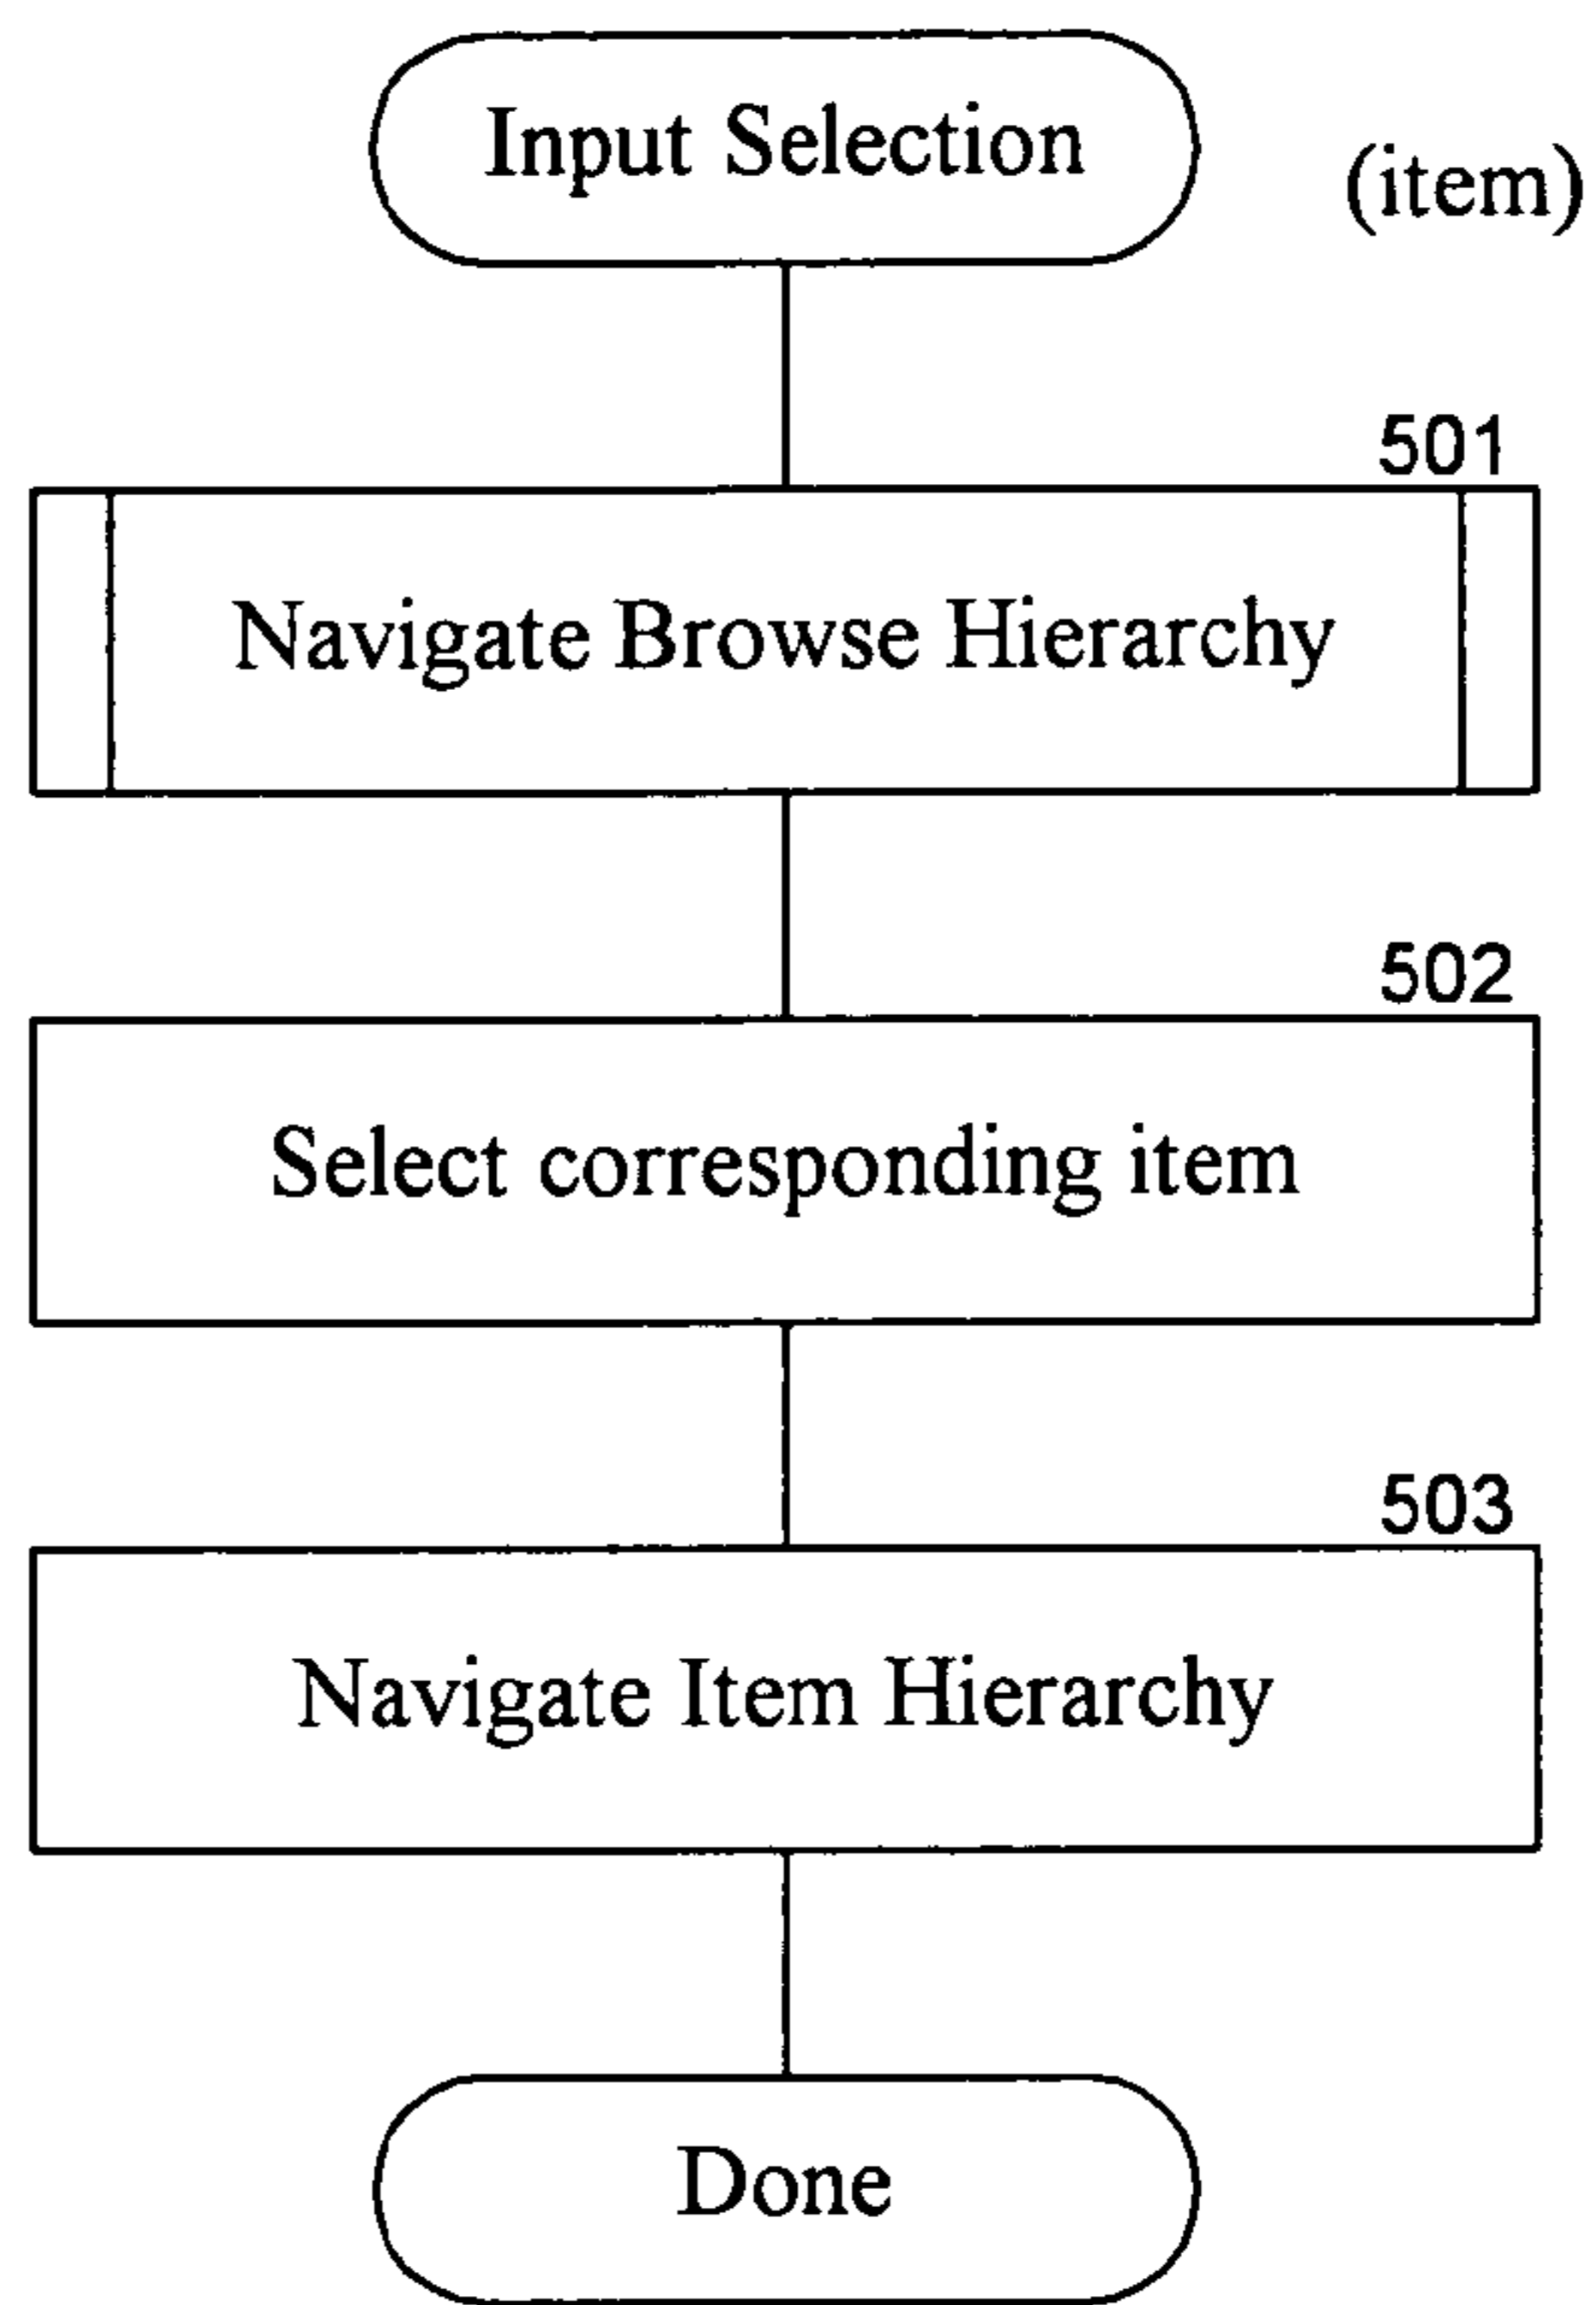 Input Selection
(item)
501
Navigate Browse Hierarchy
502
Select corresponding item
503
Navigate Item Hierarchy
Done